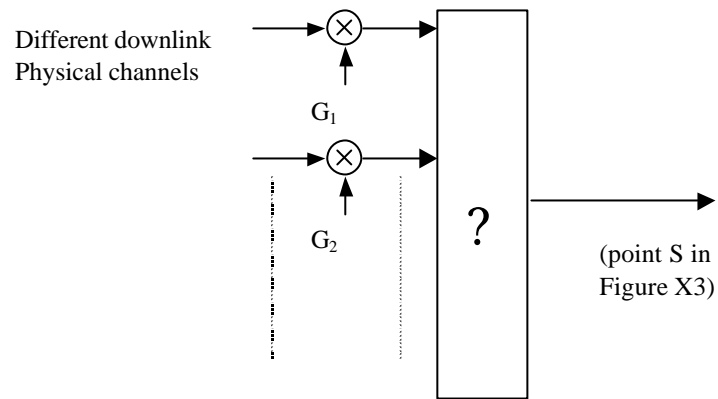 Different downlink
Physical channels
G1
G2
?
(point S in
Figure X3)